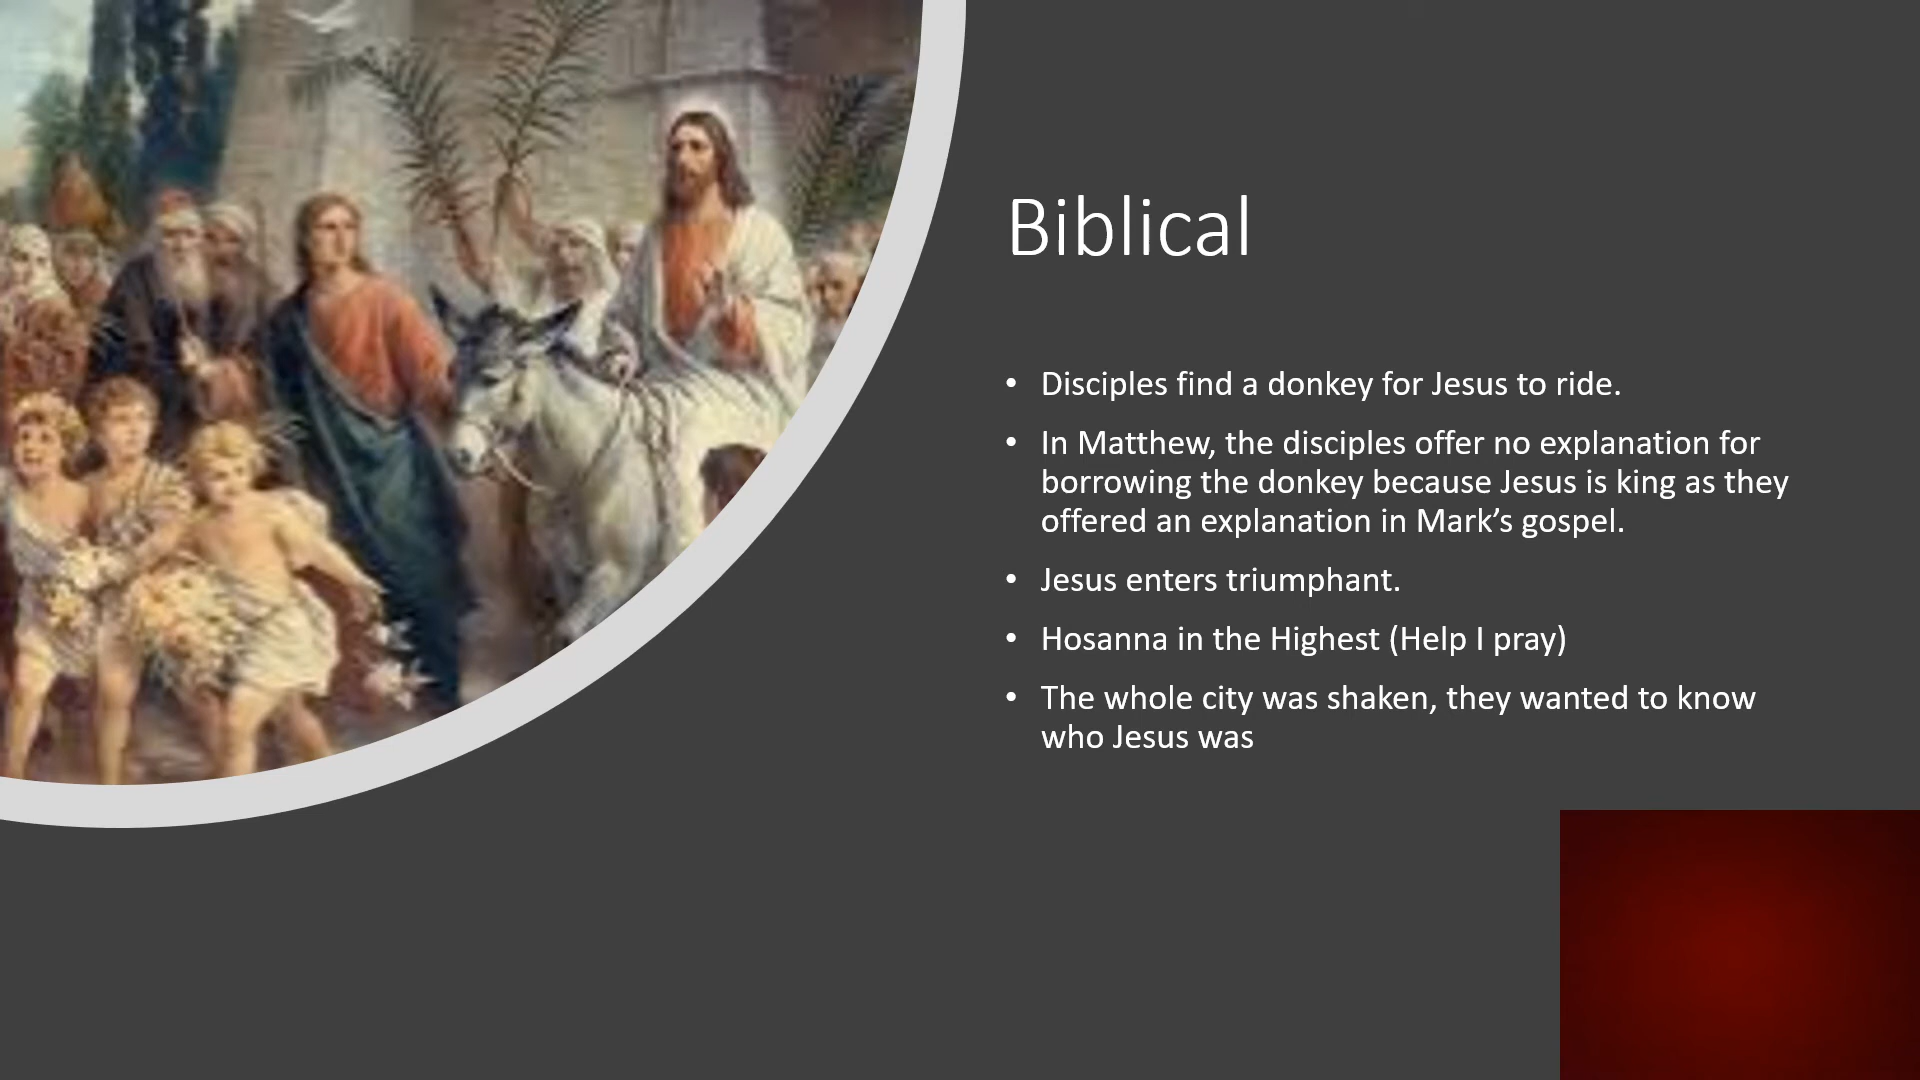 Biblical
• Disciples find a donkey for Jesus to ride.
• In Matthew, the disciples offer no explanation for
borrowing the donkey because Jesus is king as they
offered an explanation in Mark’s gospel.
• Jesus enters triumphant.
• Hosanna in the Highest (Help I pray)
• The whole city was shaken, they wanted to know
who Jesus was